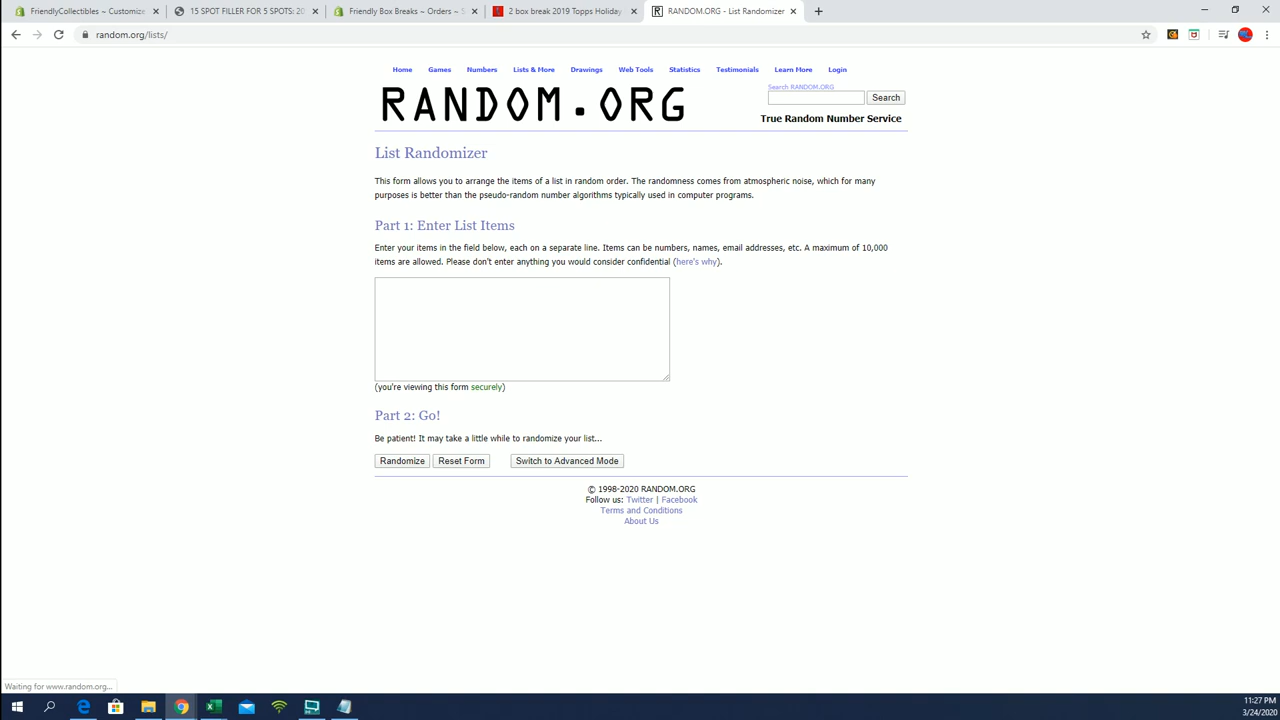 FriendlyCollectibles ~ Customize
15 SPOT FILLER FOR 5 SPOTS: 20
Friendly Box Breaks ~ Orders ~ S
2 box break 2019 Topps Holiday
RANDOM.ORG - List Randomizer
random.org/lists/
Home Games Numbers Lists & More Drawings Web Tools Statistics Testimonials Learn More Login
RANDOM.ORG
Search RANDOM.ORG
Search
True Random Number Service
List Randomizer
This form allows you to arrange the items of a list in random order. The randomness comes from atmospheric noise, which for many
purposes is better than the pseudo-random number algorithms typically used in computer programs.
Part 1: Enter List Items
Enter your items in the field below, each on a separate line. Items can be numbers, names, email addresses, etc. A maximum of 10,000
items are allowed. Please don't enter anything you would consider confidential (here's why).
(you're viewing this form securely)
Part 2: Go!
Be patient! It may take a little while to randomize your list...
Randomize Reset Form Switch to Advanced Mode
© 1998-2020 RANDOM.ORG
Follow us: Twitter | Facebook
Terms and Conditions
About Us
Waiting for www.random.org...
11:27 PM
3/24/2020